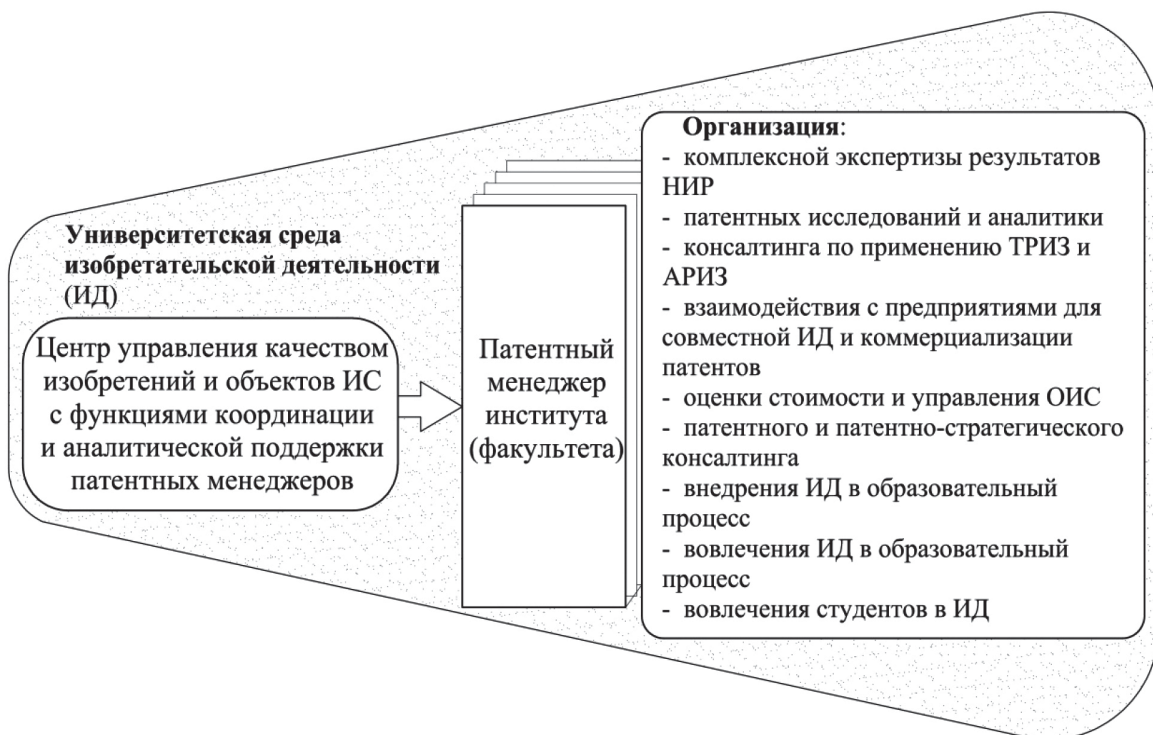 Университетская среда
изобретательской деятельности
(ИД)
Центр управления качеством
изобретений и объектов ИС
с функциями координации
и аналитической поддержки
патентных менеджеров
Патентный
менеджер
института
(факультета)
Организация:
- комплексной экспертизы результатов
НИР
- патентных исследований и аналитики
- консалтинга по применению ТРИЗ и
АРИЗ
- взаимодействия с предприятиями для
совместной ИД и коммерциализации
патентов
- оценки стоимости и управления ОИС
- патентного и патентно-стратегического
консалтинга
- внедрения ИД в образовательный
процесс
- вовлечения ИД в образовательный
процесс
- вовлечения студентов в ИД